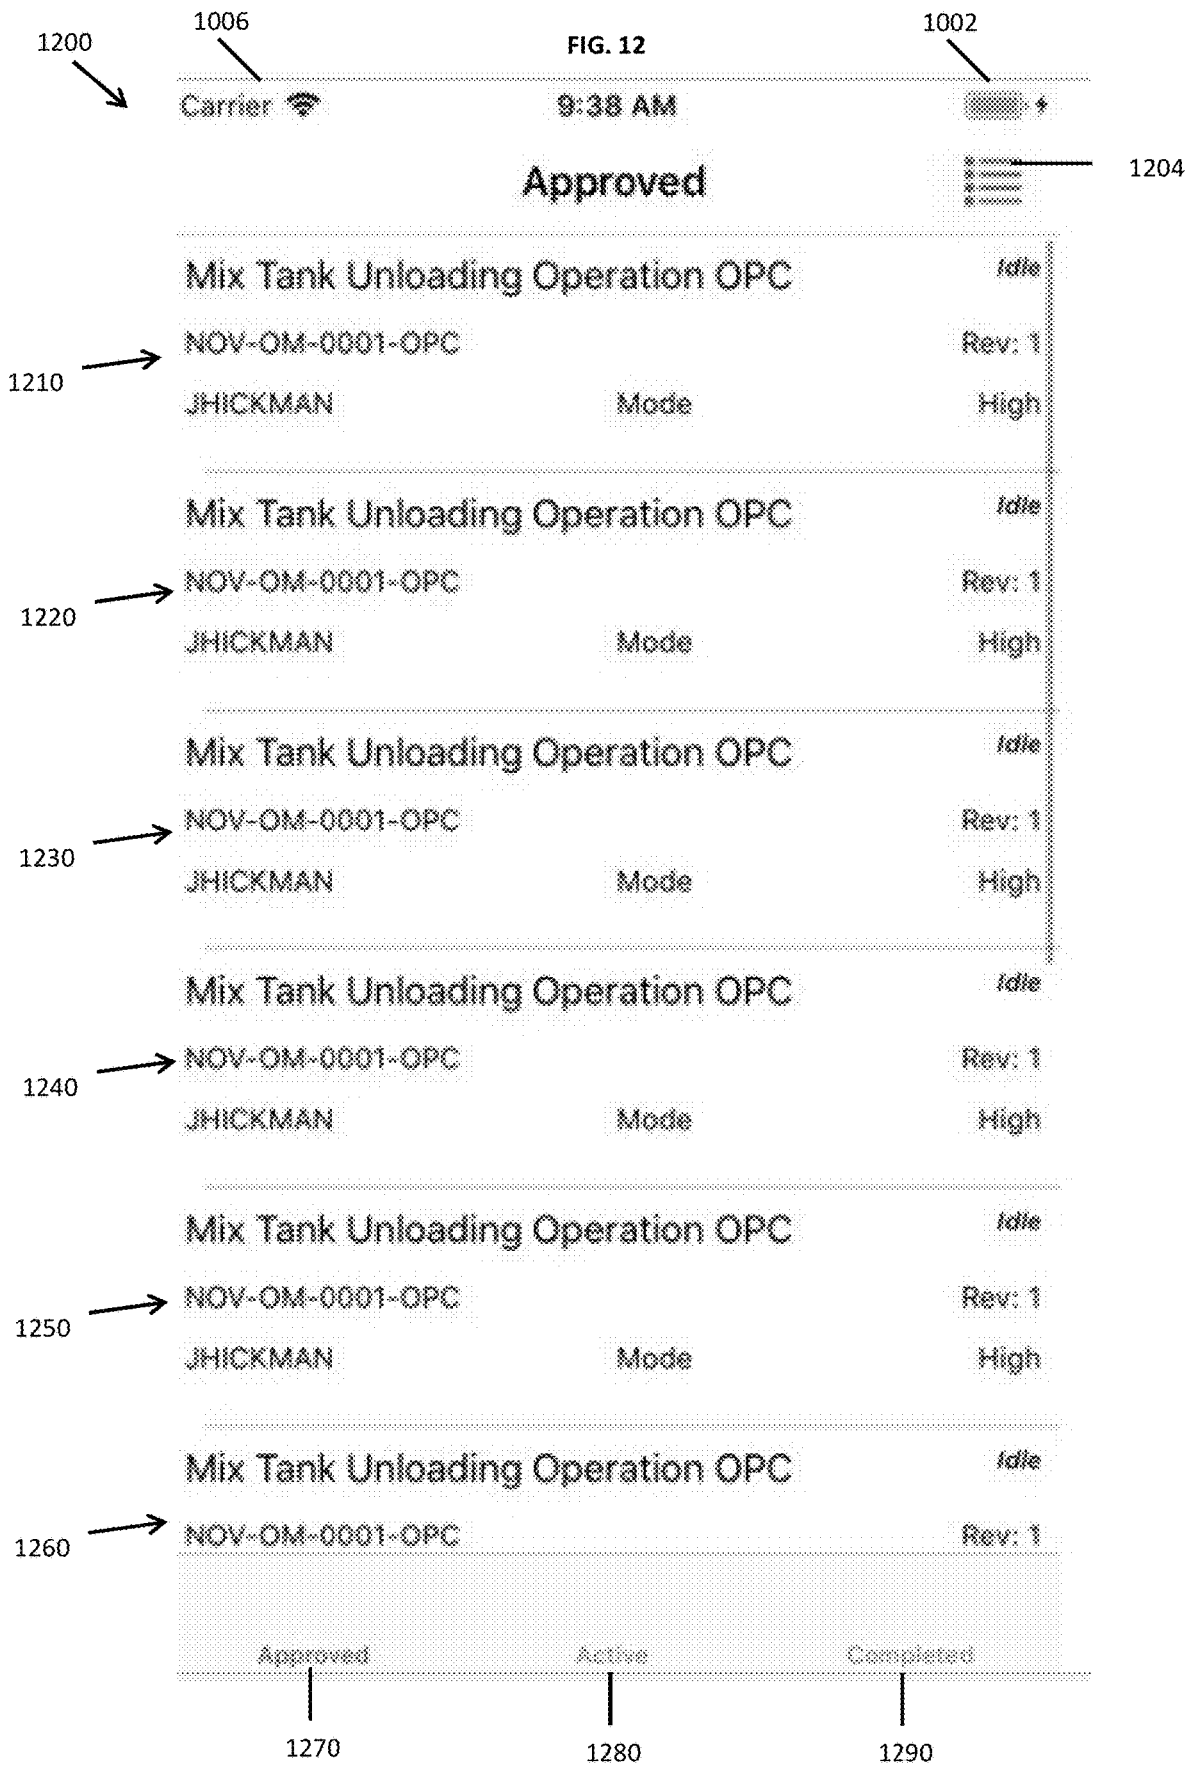 1006
FIG. 12
1002
1200
Carrier 9:38 AM
Approved
1204
Mix Tank Unloading Operation OPC Idle
NOV-OM-0001-OPC Rev: 1
1210
JHICKMAN Mode High
Mix Tank Unloading Operation OPC Idle
NOV-OM-0001-OPC Rev: 1
1220
JHICKMAN Mode High
Mix Tank Unloading Operation OPC Idle
NOV-OM-0001-OPC Rev: 1
1230
JHICKMAN Mode High
Mix Tank Unloading Operation OPC Idle
NOV-OM-0001-OPC Rev: 1
1240
JHICKMAN Mode High
Mix Tank Unloading Operation OPC Idle
NOV-OM-0001-OPC Rev: 1
1250
JHICKMAN Mode High
Mix Tank Unloading Operation OPC Idle
NOV-OM-0001-OPC Rev: 1
1260
Approved Active Completed
1270 1280 1290